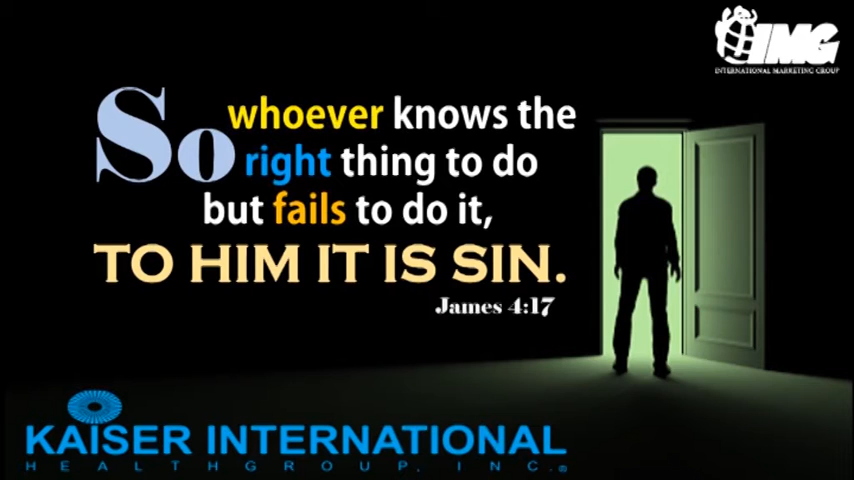 IMG
INTERNATIONAL MARKETING GROUP
So whoever knows the
right thing to do
but fails to do it,
TO HIM IT IS SIN.
James 4:17
KAISER INTERNATIONAL
HEALTHGROUP, INC.